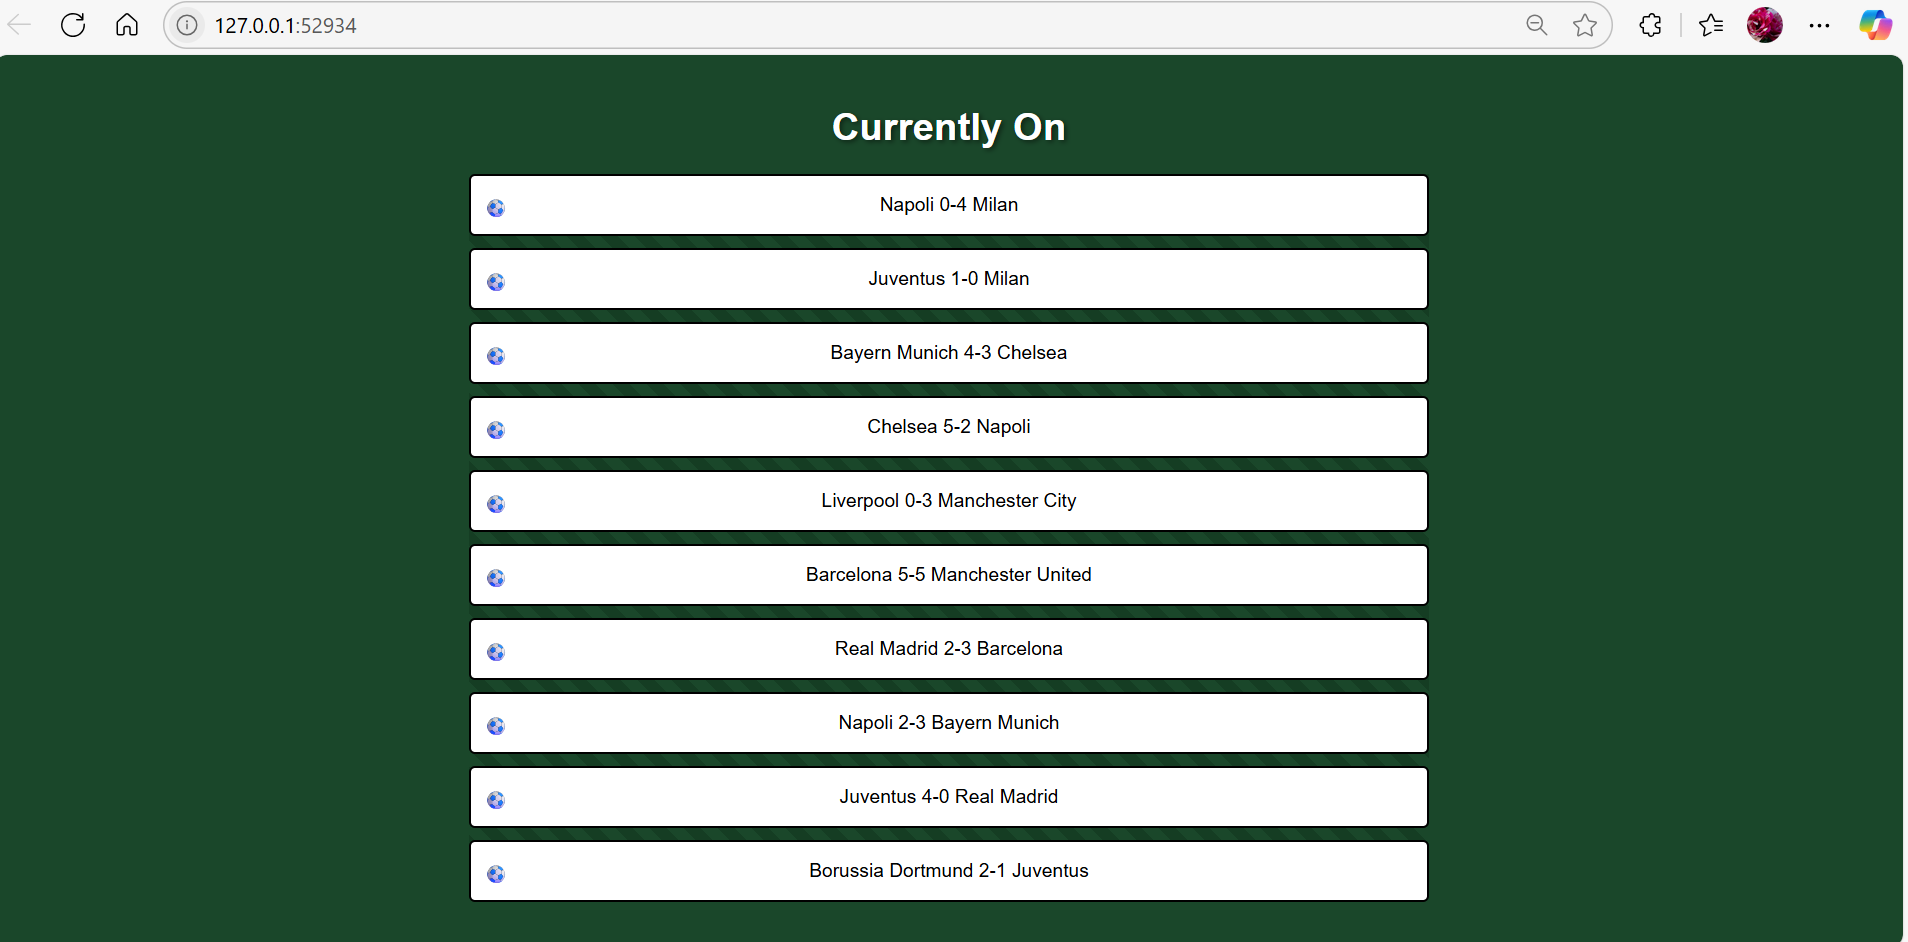 127.0.0.1:52934
Currently On
Napoli 0-4 Milan
Juventus 1-0 Milan
Bayern Munich 4-3 Chelsea
Chelsea 5-2 Napoli
Liverpool 0-3 Manchester City
Barcelona 5-5 Manchester United
Real Madrid 2-3 Barcelona
Napoli 2-3 Bayern Munich
Juventus 4-0 Real Madrid
Borussia Dortmund 2-1 Juventus